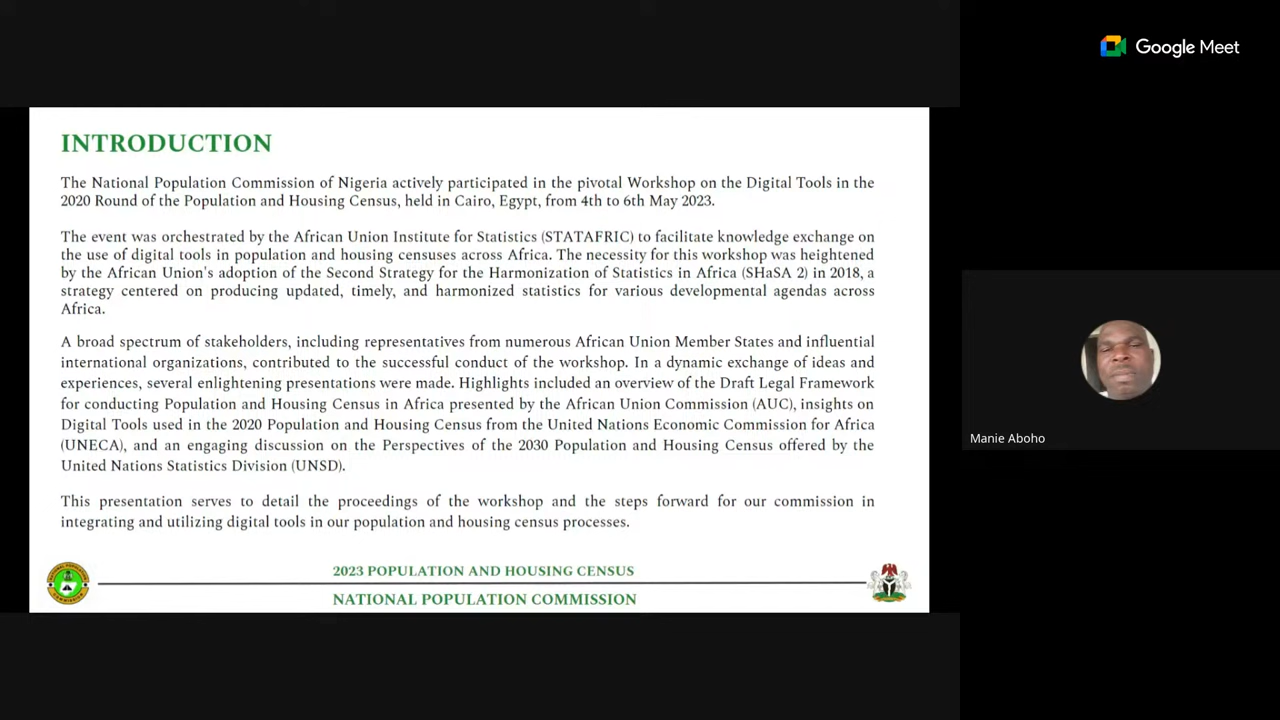 Google Meet
INTRODUCTION
The National Population Commission of Nigeria actively participated in the pivotal Workshop on the Digital Tools in the
2020 Round of the Population and Housing Census, held in Cairo, Egypt, from 4th to 6th May 2023.
The event was orchestrated by the African Union Institute for Statistics (STATAFRIC) to facilitate knowledge exchange on
the use of digital tools in population and housing censuses across Africa. The necessity for this workshop was heightened
by the African Union's adoption of the Second Strategy for the Harmonization of Statistics in Africa (SHaSA 2) in 2018, a
strategy centered on producing updated, timely, and harmonized statistics for various developmental agendas across
Africa.
A broad spectrum of stakeholders, including representatives from numerous African Union Member States and influential
international organizations, contributed to the successful conduct of the workshop. In a dynamic exchange of ideas and
experiences, several enlightening presentations were made. Highlights included an overview of the Draft Legal Framework
for conducting Population and Housing Census in Africa presented by the African Union Commission (AUC), insights on
Digital Tools used in the 2020 Population and Housing Census from the United Nations Economic Commission for Africa
(UNECA), and an engaging discussion on the Perspectives of the 2030 Population and Housing Census offered by the
United Nations Statistics Division (UNSD).
This presentation serves to detail the proceedings of the workshop and the steps forward for our commission in
integrating and utilizing digital tools in our population and housing census processes.
2023 POPULATION AND HOUSING CENSUS
NATIONAL POPULATION COMMISSION
Manie Aboho